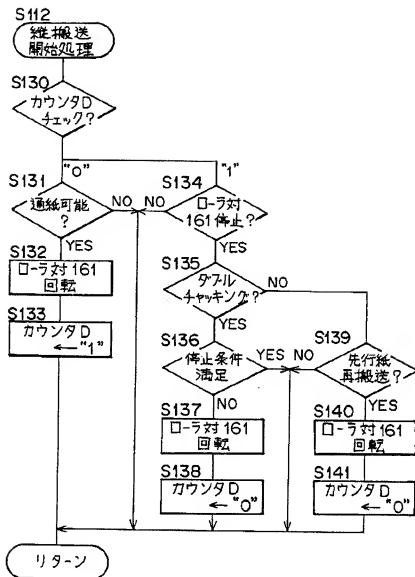 S112
縦搬送
開始処理
S130
カウンタD
チェック?
"0"
"1"
S131
通紙可能
?
NO
YES
S132
ローラ対161
回転
S133
カウンタD
← "1"
S134
ローラ対
161停止?
NO
YES
S135
ダブル
チャッキング?
NO
YES
S136
停止条件
満足
YES
NO
S137
ローラ対161
回転
S138
カウンタD
← "0"
S139
先行紙
再搬送?
NO
YES
S140
ローラ対161
回転
S141
カウンタD
← "0"
リターン